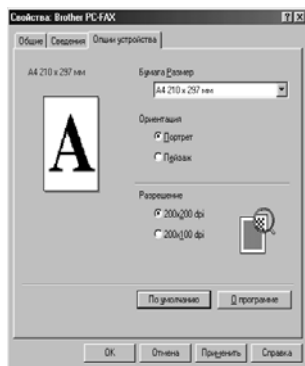 Свойства: Brother PC-FAX
Общие Сведения Опции устройства
A4 210 x 297 мм
Бумага Размер
A4 210 x 297 мм
Ориентация
Портрет
Пейзаж
A
Разрешение
200x200 dpi
200x100 dpi
По умолчанию О программе
OK Отмена Применить Справка